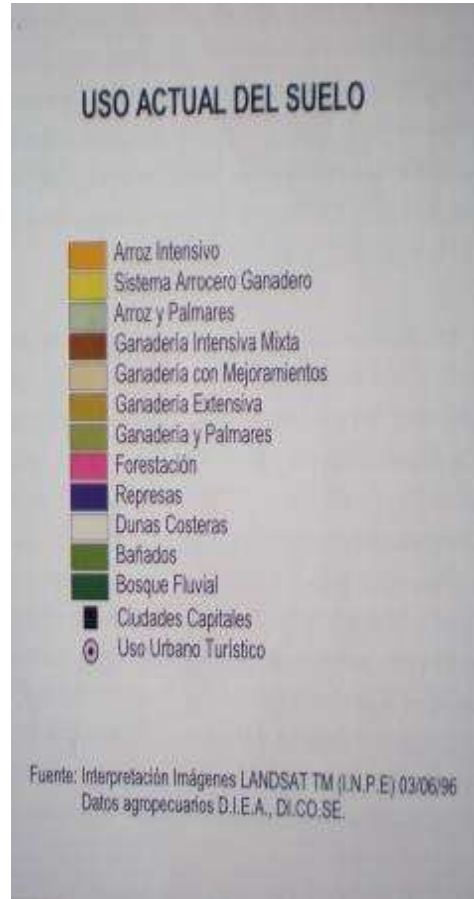 USO ACTUAL DEL SUELO
Arroz Intensivo
Sistema Arrocero Ganadero
Arroz y Palmares
Ganadería Intensiva Mixta
Ganadería con Mejoramientos
Ganadería Extensiva
Ganadería y Palmares
Forestación
Represas
Dunas Costeras
Bañados
Bosque Fluvial
Ciudades Capitales
Uso Urbano Turístico
Fuente: Interpretación Imágenes LANDSAT TM (I.N.P.E) 03/06/96
Datos agropecuarios D.I.E.A., DI.CO.SE.